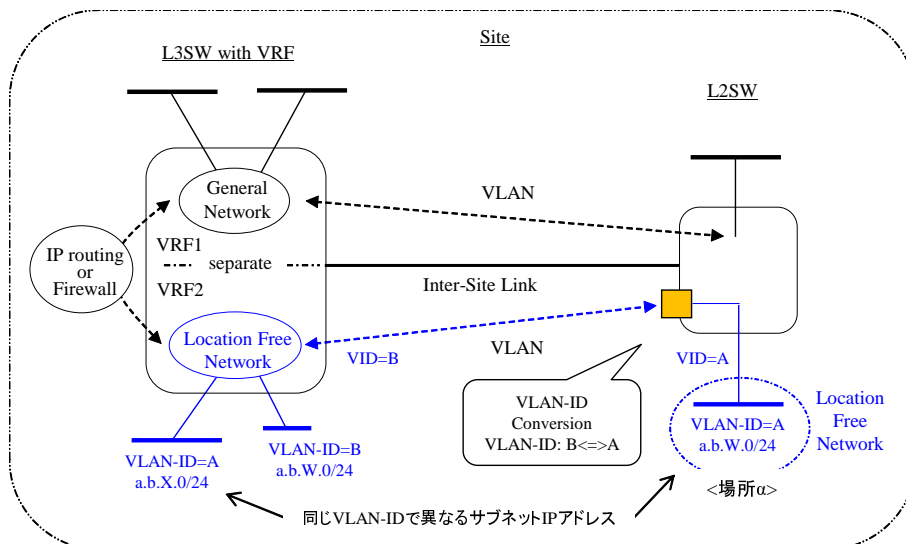 Site
L3SW with VRF
L2SW
General
Network
VLAN
IP routing
or
Firewall
VRF1
separate
VRF2
Inter-Site Link
Location Free
Network
VID=B
VLAN
VID=A
VLAN-ID
Conversion
VLAN-ID: B<=>A
VLAN-ID=A
a.b.W.0/24
Location
Free
Network
VLAN-ID=A
a.b.X.0/24
VLAN-ID=B
a.b.W.0/24
<場所α>
同じVLAN-IDで異なるサブネットIPアドレス